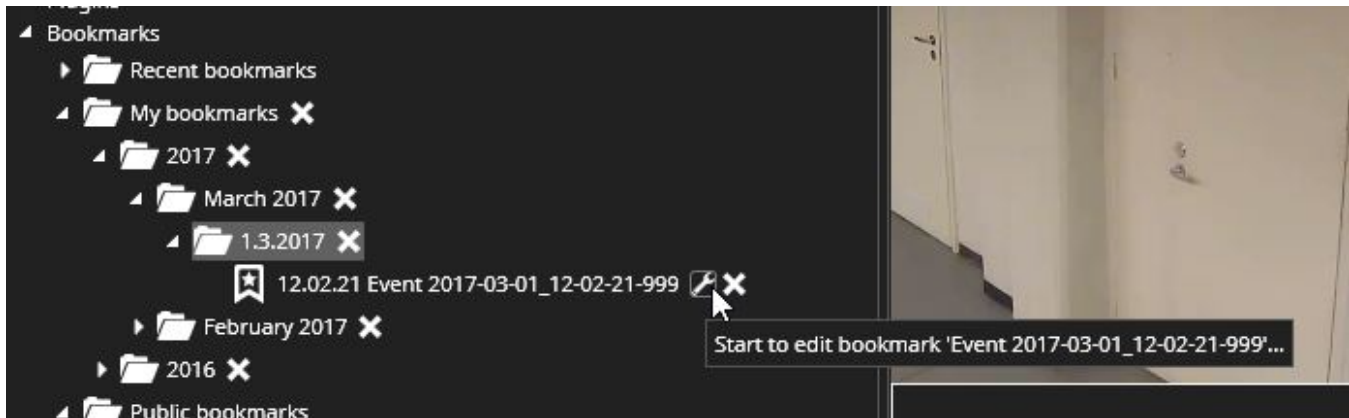 Plugins
Bookmarks
Recent bookmarks
My bookmarks
2017
March 2017
1.3.2017
12.02.21 Event 2017-03-01_12-02-21-999
February 2017
Start to edit bookmark 'Event 2017-03-01_12-02-21-999'...
2016
Public bookmarks